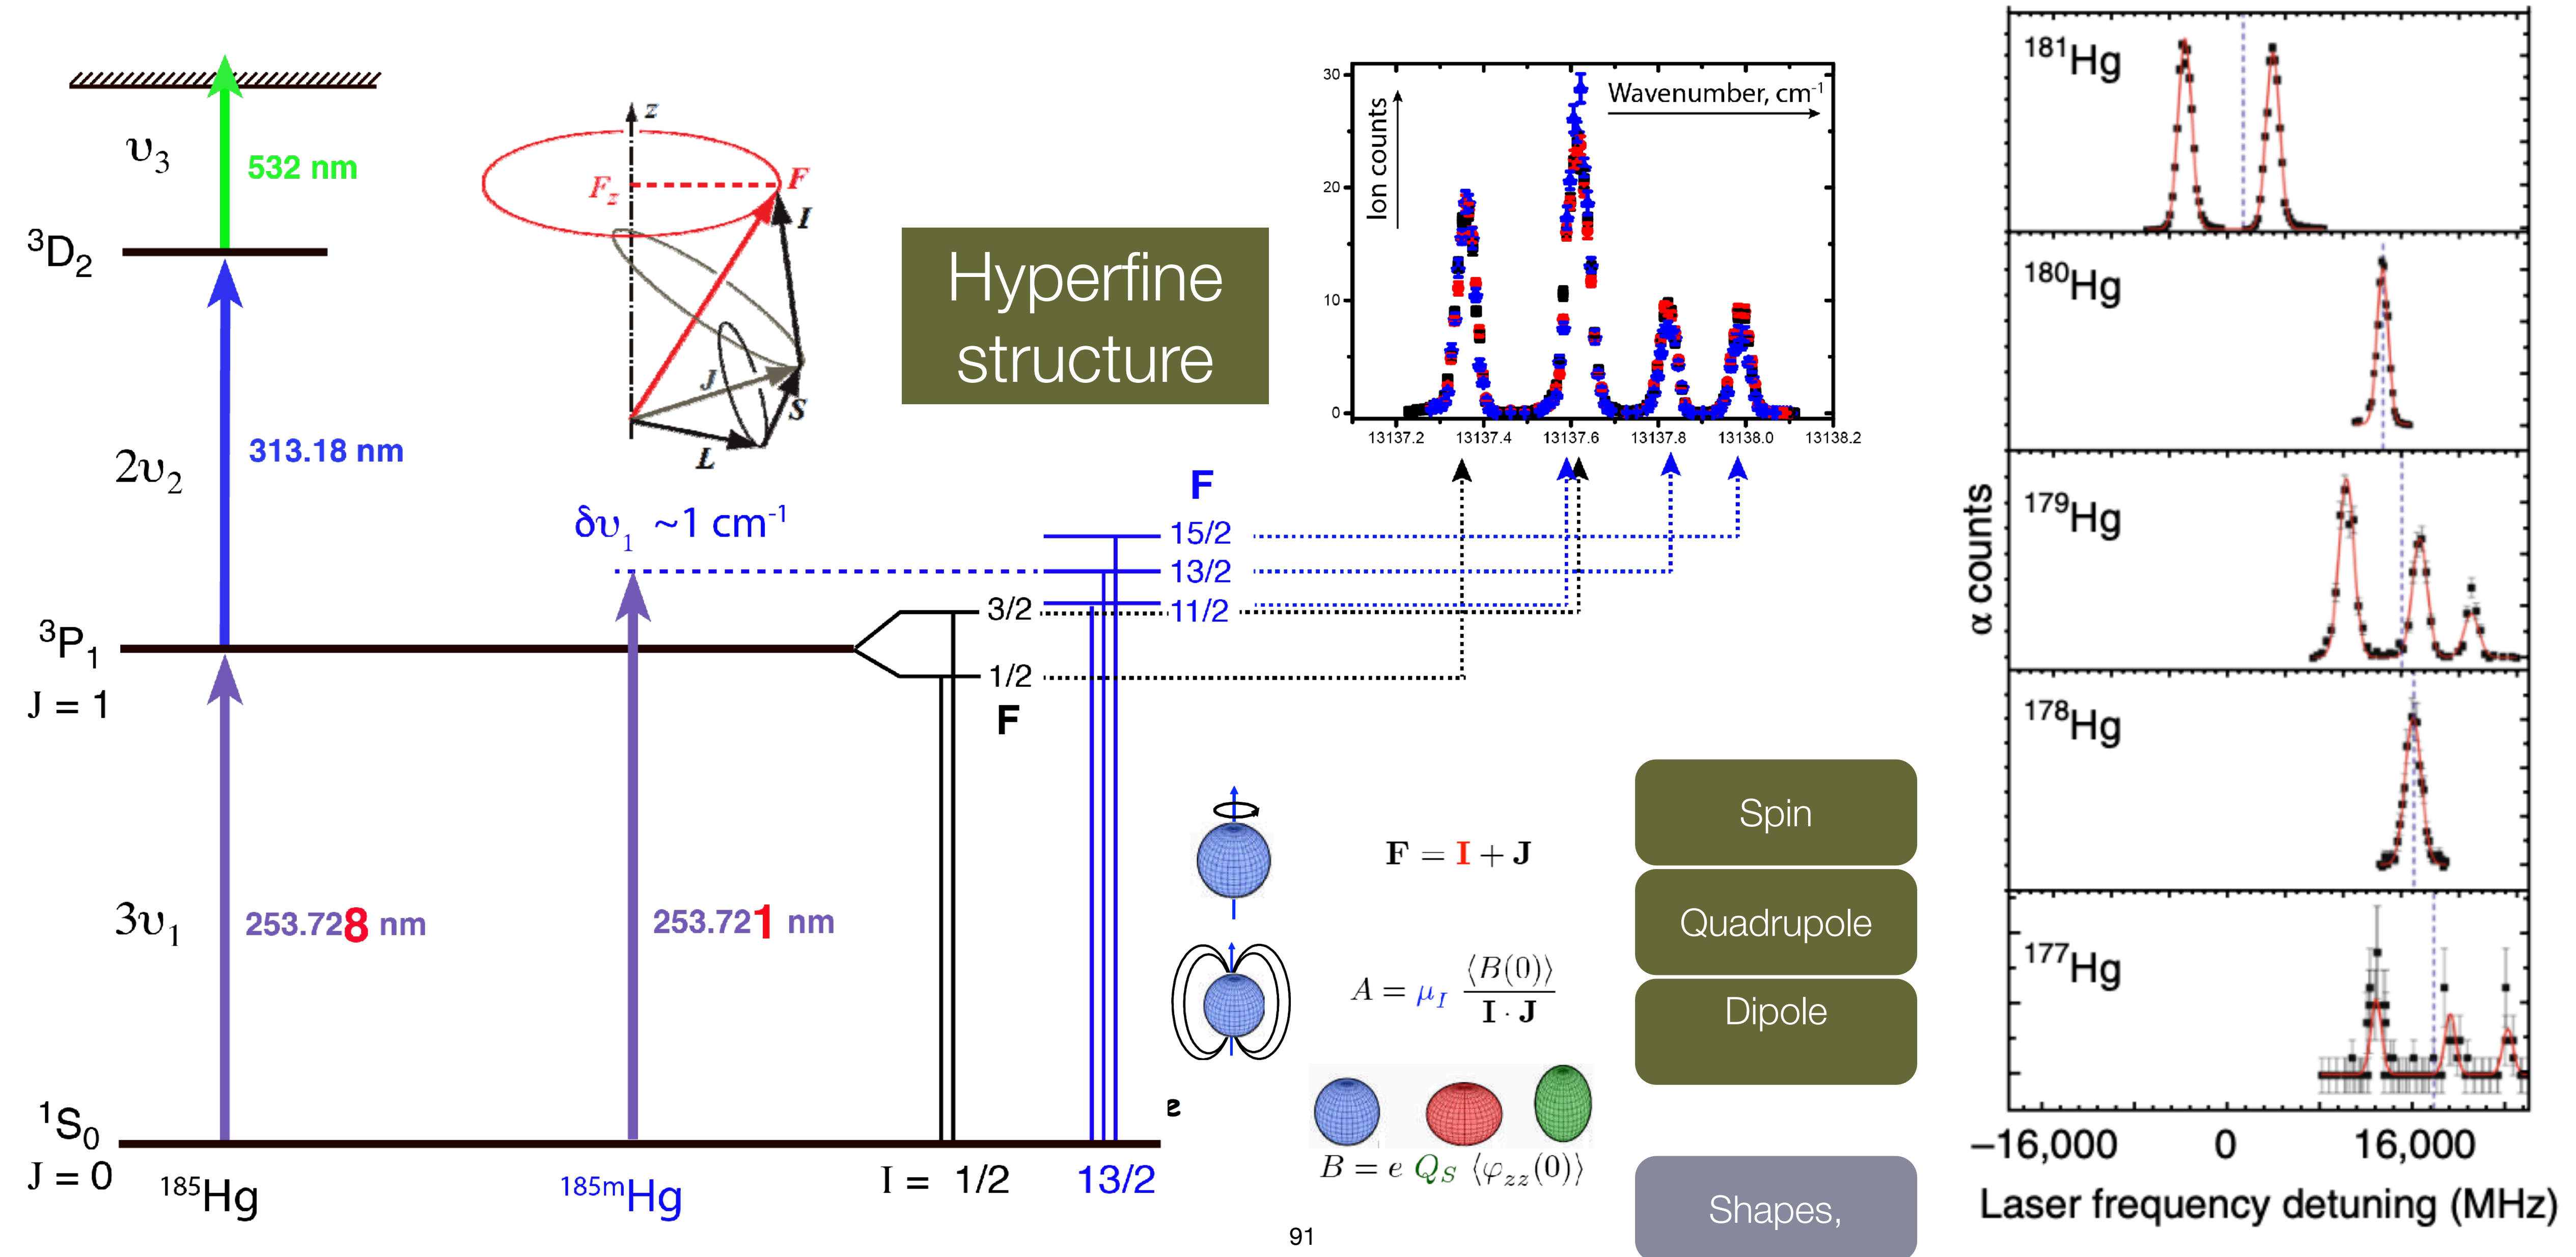 υ₃
532 nm
³D₂
2υ₂
313.18 nm
³P₁
J = 1
3υ₁
253.728 nm
253.721 nm
¹S₀
J = 0
¹⁸⁵Hg
¹⁸⁵ᵐHg
I = 1/2
13/2
z
F_z
F
I
J
S
L
δυ₁ ~1 cm⁻¹
Hyperfine
structure
F
15/2
13/2
11/2
3/2
1/2
F
Ion counts
Wavenumber, cm⁻¹
30
20
10
0
13137.2 13137.4 13137.6 13137.8 13138.0 13138.2
F = I + J
A = μ_I ⟨B(0)⟩ / I · J
e
B = e Q_S ⟨φ_zz(0)⟩
91
Spin
Quadrupole
Dipole
Shapes,
¹⁸¹Hg
¹⁸⁰Hg
¹⁷⁹Hg
¹⁷⁸Hg
¹⁷⁷Hg
α counts
−16,000 0 16,000
Laser frequency detuning (MHz)